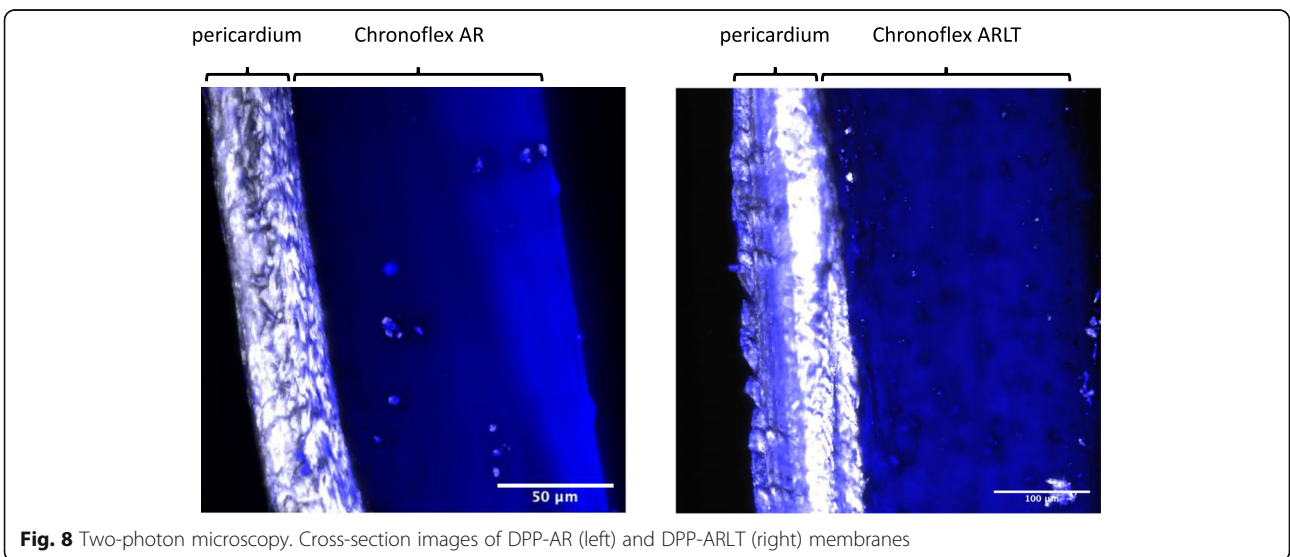 pericardium Chronoflex AR pericardium Chronoflex ARLT
50 µm
100 µm
Fig. 8 Two-photon microscopy. Cross-section images of DPP-AR (left) and DPP-ARLT (right) membranes